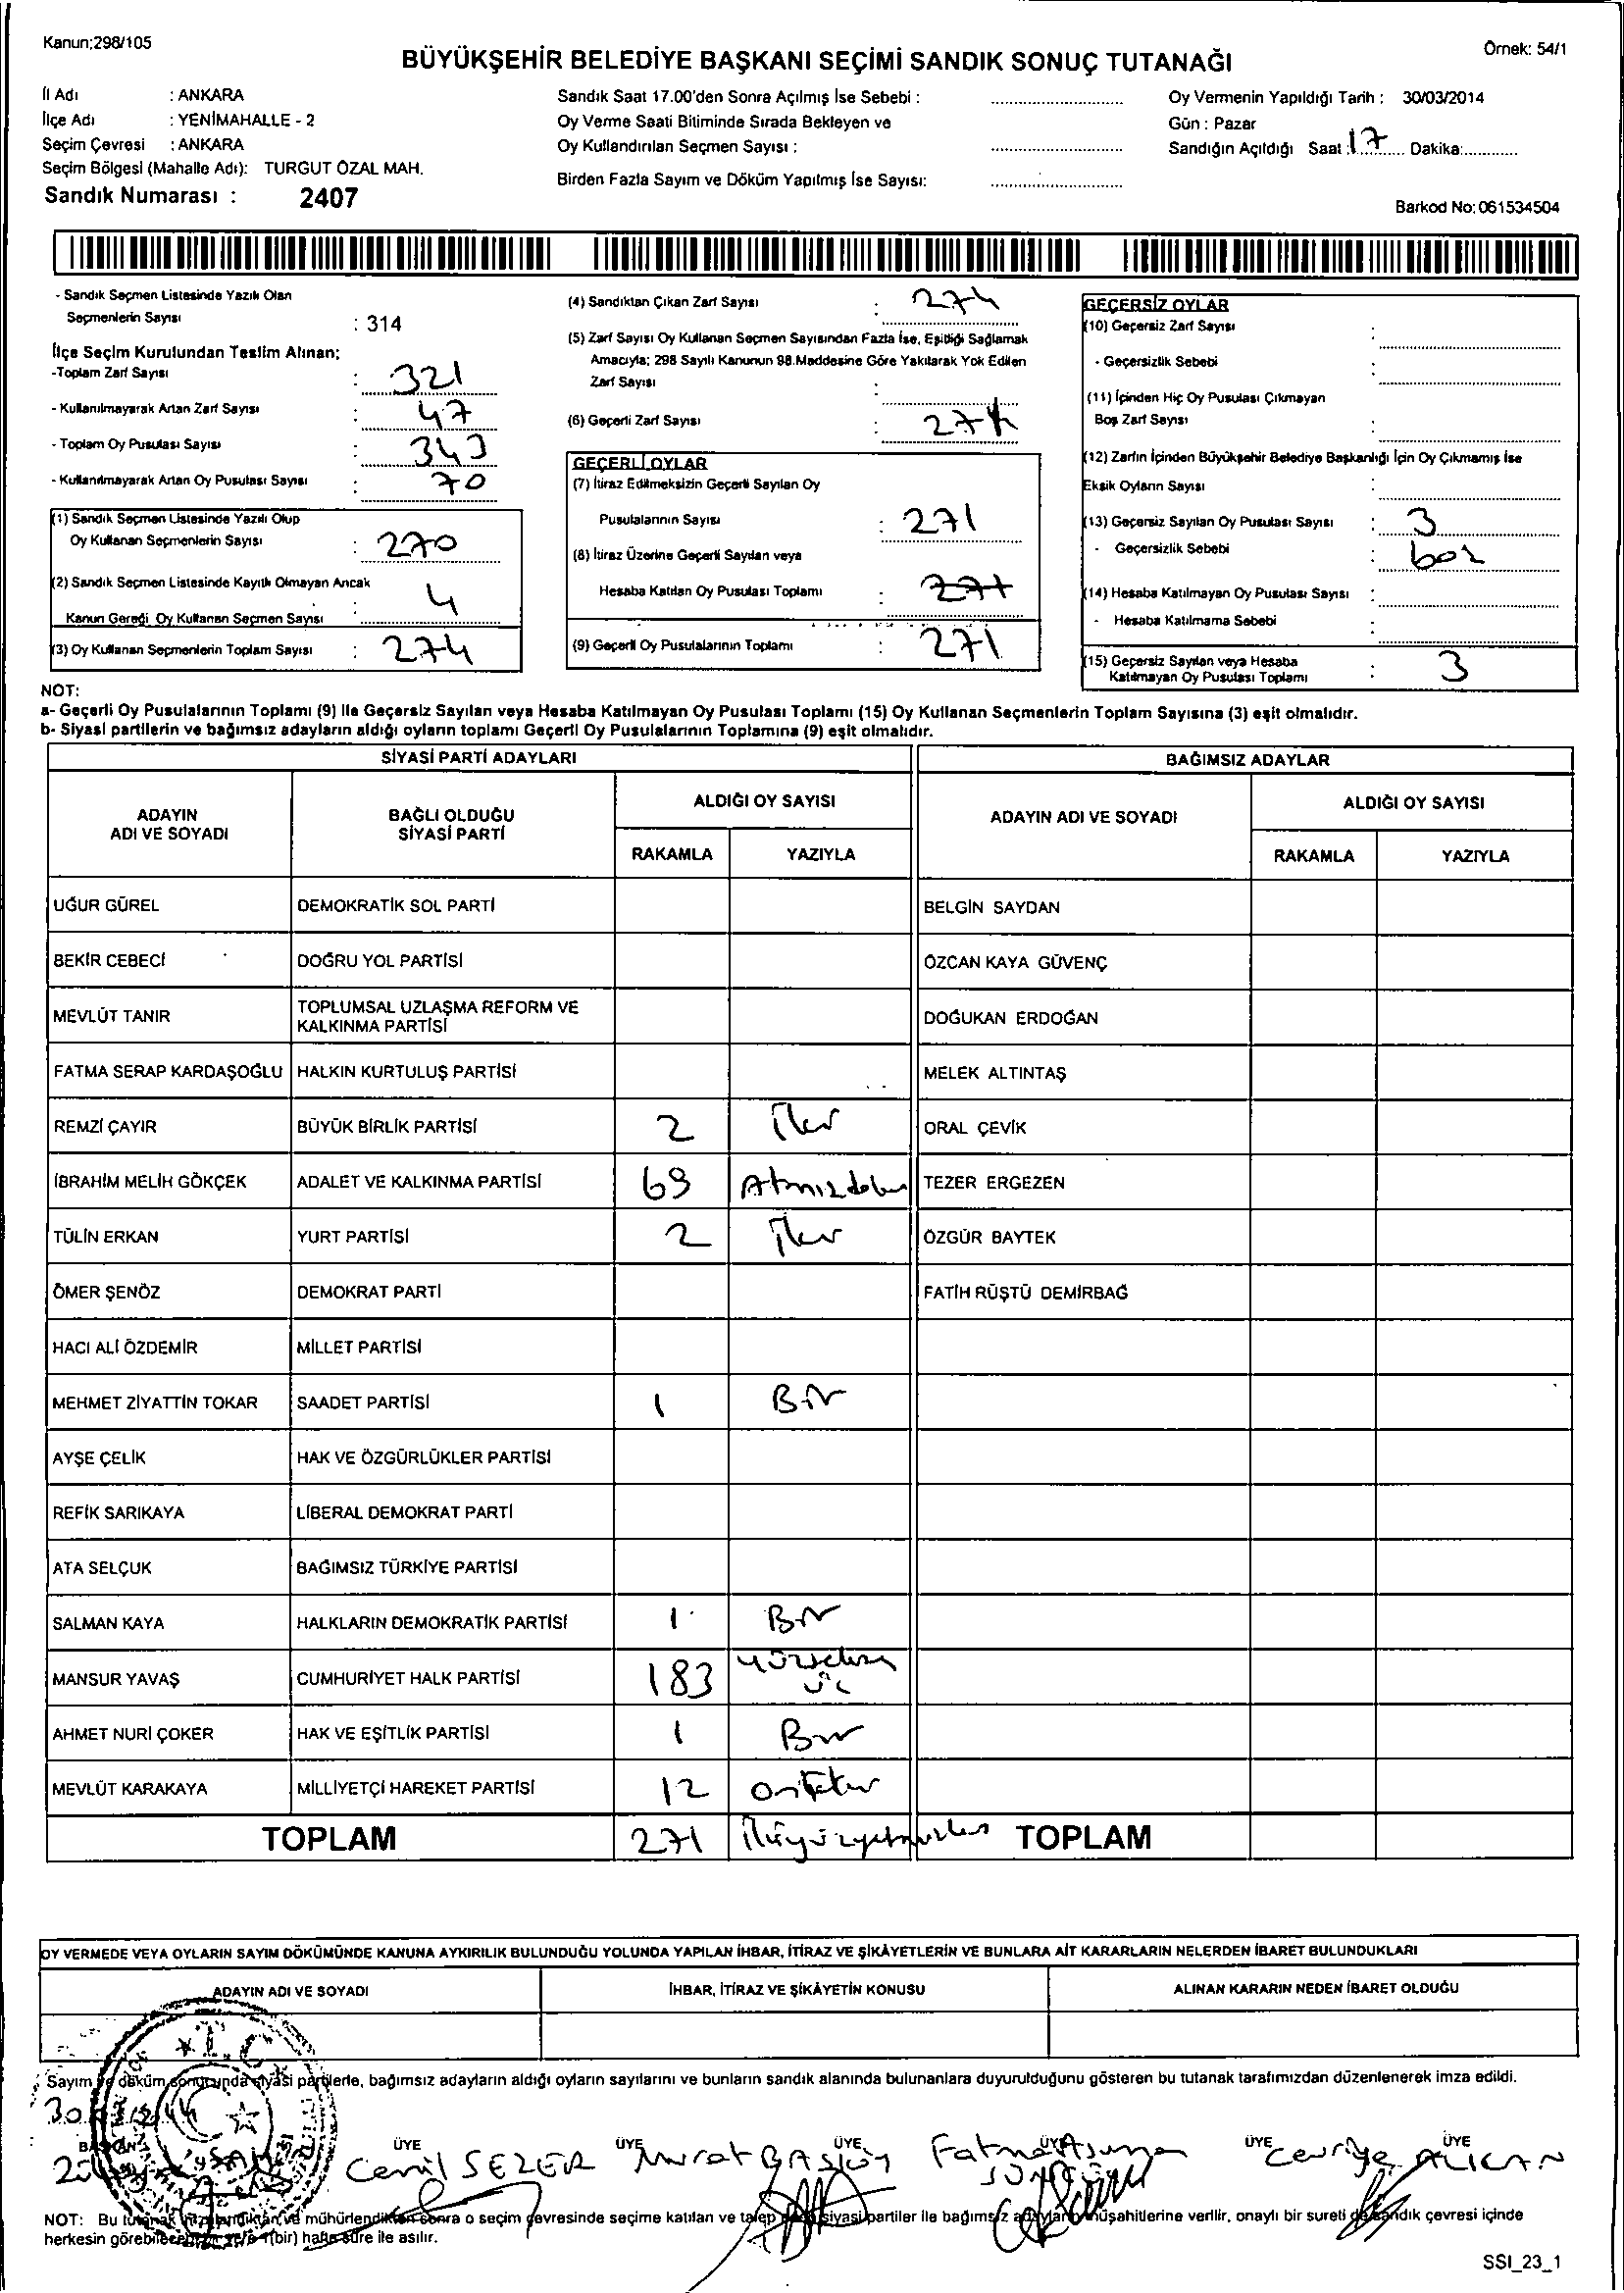 Kanun:298/105
BÜYÜKŞEHİR BELEDİYE BAŞKANI SEÇİMİ SANDIK SONUÇ TUTANAĞI
Örnek: 54/1
İl Adı : ANKARA
İlçe Adı : YENİMAHALLE - 2
Seçim Çevresi : ANKARA
Seçim Bölgesi (Mahalle Adı): TURGUT ÖZAL MAH.
Sandık Numarası : 2407
Sandık Saat 17.00'den Sonra Açılmış İse Sebebi :
Oy Verme Saati Bitiminde Sırada Bekleyen ve
Oy Kullandırılan Seçmen Sayısı :
Birden Fazla Sayım ve Döküm Yapılmış İse Sayısı:
Oy Vermenin Yapıldığı Tarih : 30/03/2014
Gün : Pazar
Sandığın Açıldığı Saat : 17 Dakika:
Barkod No: 061534504
- Sandık Seçmen Listesinde Yazılı Olan
Seçmenlerin Sayısı : 314
İlçe Seçim Kurulundan Teslim Alınan;
-Toplam Zarf Sayısı : 321
- Kullanılmayarak Artan Zarf Sayısı : 47
- Toplam Oy Pusulası Sayısı : 343
- Kullanılmayarak Artan Oy Pusulası Sayısı : 70
(1) Sandık Seçmen Listesinde Yazılı Olup
Oy Kullanan Seçmenlerin Sayısı : 270
(2) Sandık Seçmen Listesinde Kayıtlı Olmayan Ancak
Kanun Gereği Oy Kullanan Seçmen Sayısı : 4
(3) Oy Kullanan Seçmenlerin Toplam Sayısı : 274
(4) Sandıktan Çıkan Zarf Sayısı : 274
(5) Zarf Sayısı Oy Kullanan Seçmen Sayısından Fazla İse, Eşitliği Sağlamak
Amacıyla; 298 Sayılı Kanunun 98.Maddesine Göre Yakılarak Yok Edilen
Zarf Sayısı :
(6) Geçerli Zarf Sayısı : 274
GEÇERLİ OYLAR
(7) İtiraz Edilmeksizin Geçerli Sayılan Oy
Pusulalarının Sayısı : 271
(8) İtiraz Üzerine Geçerli Sayılan veya
Hesaba Katılan Oy Pusulası Toplamı : 271
(9) Geçerli Oy Pusulalarının Toplamı : 271
GEÇERSİZ OYLAR
(10) Geçersiz Zarf Sayısı :
- Geçersizlik Sebebi :
(11) İçinden Hiç Oy Pusulası Çıkmayan
Boş Zarf Sayısı :
(12) Zarfın İçinden Büyükşehir Belediye Başkanlığı İçin Oy Çıkmamış İse
Eksik Oyların Sayısı :
(13) Geçersiz Sayılan Oy Pusulası Sayısı : 3
- Geçersizlik Sebebi :
(14) Hesaba Katılmayan Oy Pusulası Sayısı :
- Hesaba Katılmama Sebebi :
(15) Geçersiz Sayılan veya Hesaba
Katılmayan Oy Pusulası Toplamı : 3
NOT:
a- Geçerli Oy Pusulalarının Toplamı (9) ile Geçersiz Sayılan veya Hesaba Katılmayan Oy Pusulası Toplamı (15) Oy Kullanan Seçmenlerin Toplam Sayısına (3) eşit olmalıdır.
b- Siyasi partilerin ve bağımsız adayların aldığı oyların toplamı Geçerli Oy Pusulalarının Toplamına (9) eşit olmalıdır.
SİYASİ PARTİ ADAYLARI
BAĞIMSIZ ADAYLAR
ADAYIN ADI VE SOYADI
BAĞLI OLDUĞU SİYASİ PARTİ
ALDIĞI OY SAYISI
RAKAMLA YAZIYLA
ADAYIN ADI VE SOYADI
ALDIĞI OY SAYISI
RAKAMLA YAZIYLA
UĞUR GÜREL DEMOKRATİK SOL PARTİ BELGİN SAYDAN
BEKİR CEBECİ DOĞRU YOL PARTİSİ ÖZCAN KAYA GÜVENÇ
MEVLÜT TANIR TOPLUMSAL UZLAŞMA REFORM VE KALKINMA PARTİSİ DOĞUKAN ERDOĞAN
FATMA SERAP KARDAŞOĞLU HALKIN KURTULUŞ PARTİSİ MELEK ALTINTAŞ
REMZİ ÇAYIR BÜYÜK BİRLİK PARTİSİ 2 ORAL ÇEVİK
İBRAHİM MELİH GÖKÇEK ADALET VE KALKINMA PARTİSİ 69 TEZER ERGEZEN
TÜLİN ERKAN YURT PARTİSİ 2 ÖZGÜR BAYTEK
ÖMER ŞENÖZ DEMOKRAT PARTİ FATİH RÜŞTÜ DEMİRBAĞ
HACI ALİ ÖZDEMİR MİLLET PARTİSİ
MEHMET ZİYATTİN TOKAR SAADET PARTİSİ 1 Bir
AYŞE ÇELİK HAK VE ÖZGÜRLÜKLER PARTİSİ
REFİK SARIKAYA LİBERAL DEMOKRAT PARTİ
ATA SELÇUK BAĞIMSIZ TÜRKİYE PARTİSİ
SALMAN KAYA HALKLARIN DEMOKRATİK PARTİSİ 1 Bir
MANSUR YAVAŞ CUMHURİYET HALK PARTİSİ 183
AHMET NURİ ÇOKER HAK VE EŞİTLİK PARTİSİ 1 Bir
MEVLÜT KARAKAYA MİLLİYETÇİ HAREKET PARTİSİ 12
TOPLAM 271 TOPLAM
OY VERMEDE VEYA OYLARIN SAYIM DÖKÜMÜNDE KANUNA AYKIRILIK BULUNDUĞU YOLUNDA YAPILAN İHBAR, İTİRAZ VE ŞİKÂYETLERİN VE BUNLARA AİT KARARLARIN NELERDEN İBARET BULUNDUKLARI
ADAYIN ADI VE SOYADI İHBAR, İTİRAZ VE ŞİKÂYETİN KONUSU ALINAN KARARIN NEDEN İBARET OLDUĞU
T.C
Sayım ve döküm sonucunda siyasi partilerle, bağımsız adayların aldığı oyların sayılarını ve bunların sandık alanında bulunanlara duyurulduğunu gösteren bu tutanak tarafımızdan düzenlenerek imza edildi.
BAŞKAN ÜYE ÜYE ÜYE ÜYE ÜYE ÜYE
Cemil SEZER Murat Fatma Cevriye ALKAN
NOT: Bu tutanak imzalandıktan ve mühürlendikten sonra o seçim çevresinde seçime katılan ve talep eden siyasi partiler ile bağımsız adayların müşahitlerine verilir, onaylı bir sureti de sandık çevresi içinde
herkesin görebileceği bir yere 1(bir) hafta süre ile asılır.
SSI_23_1